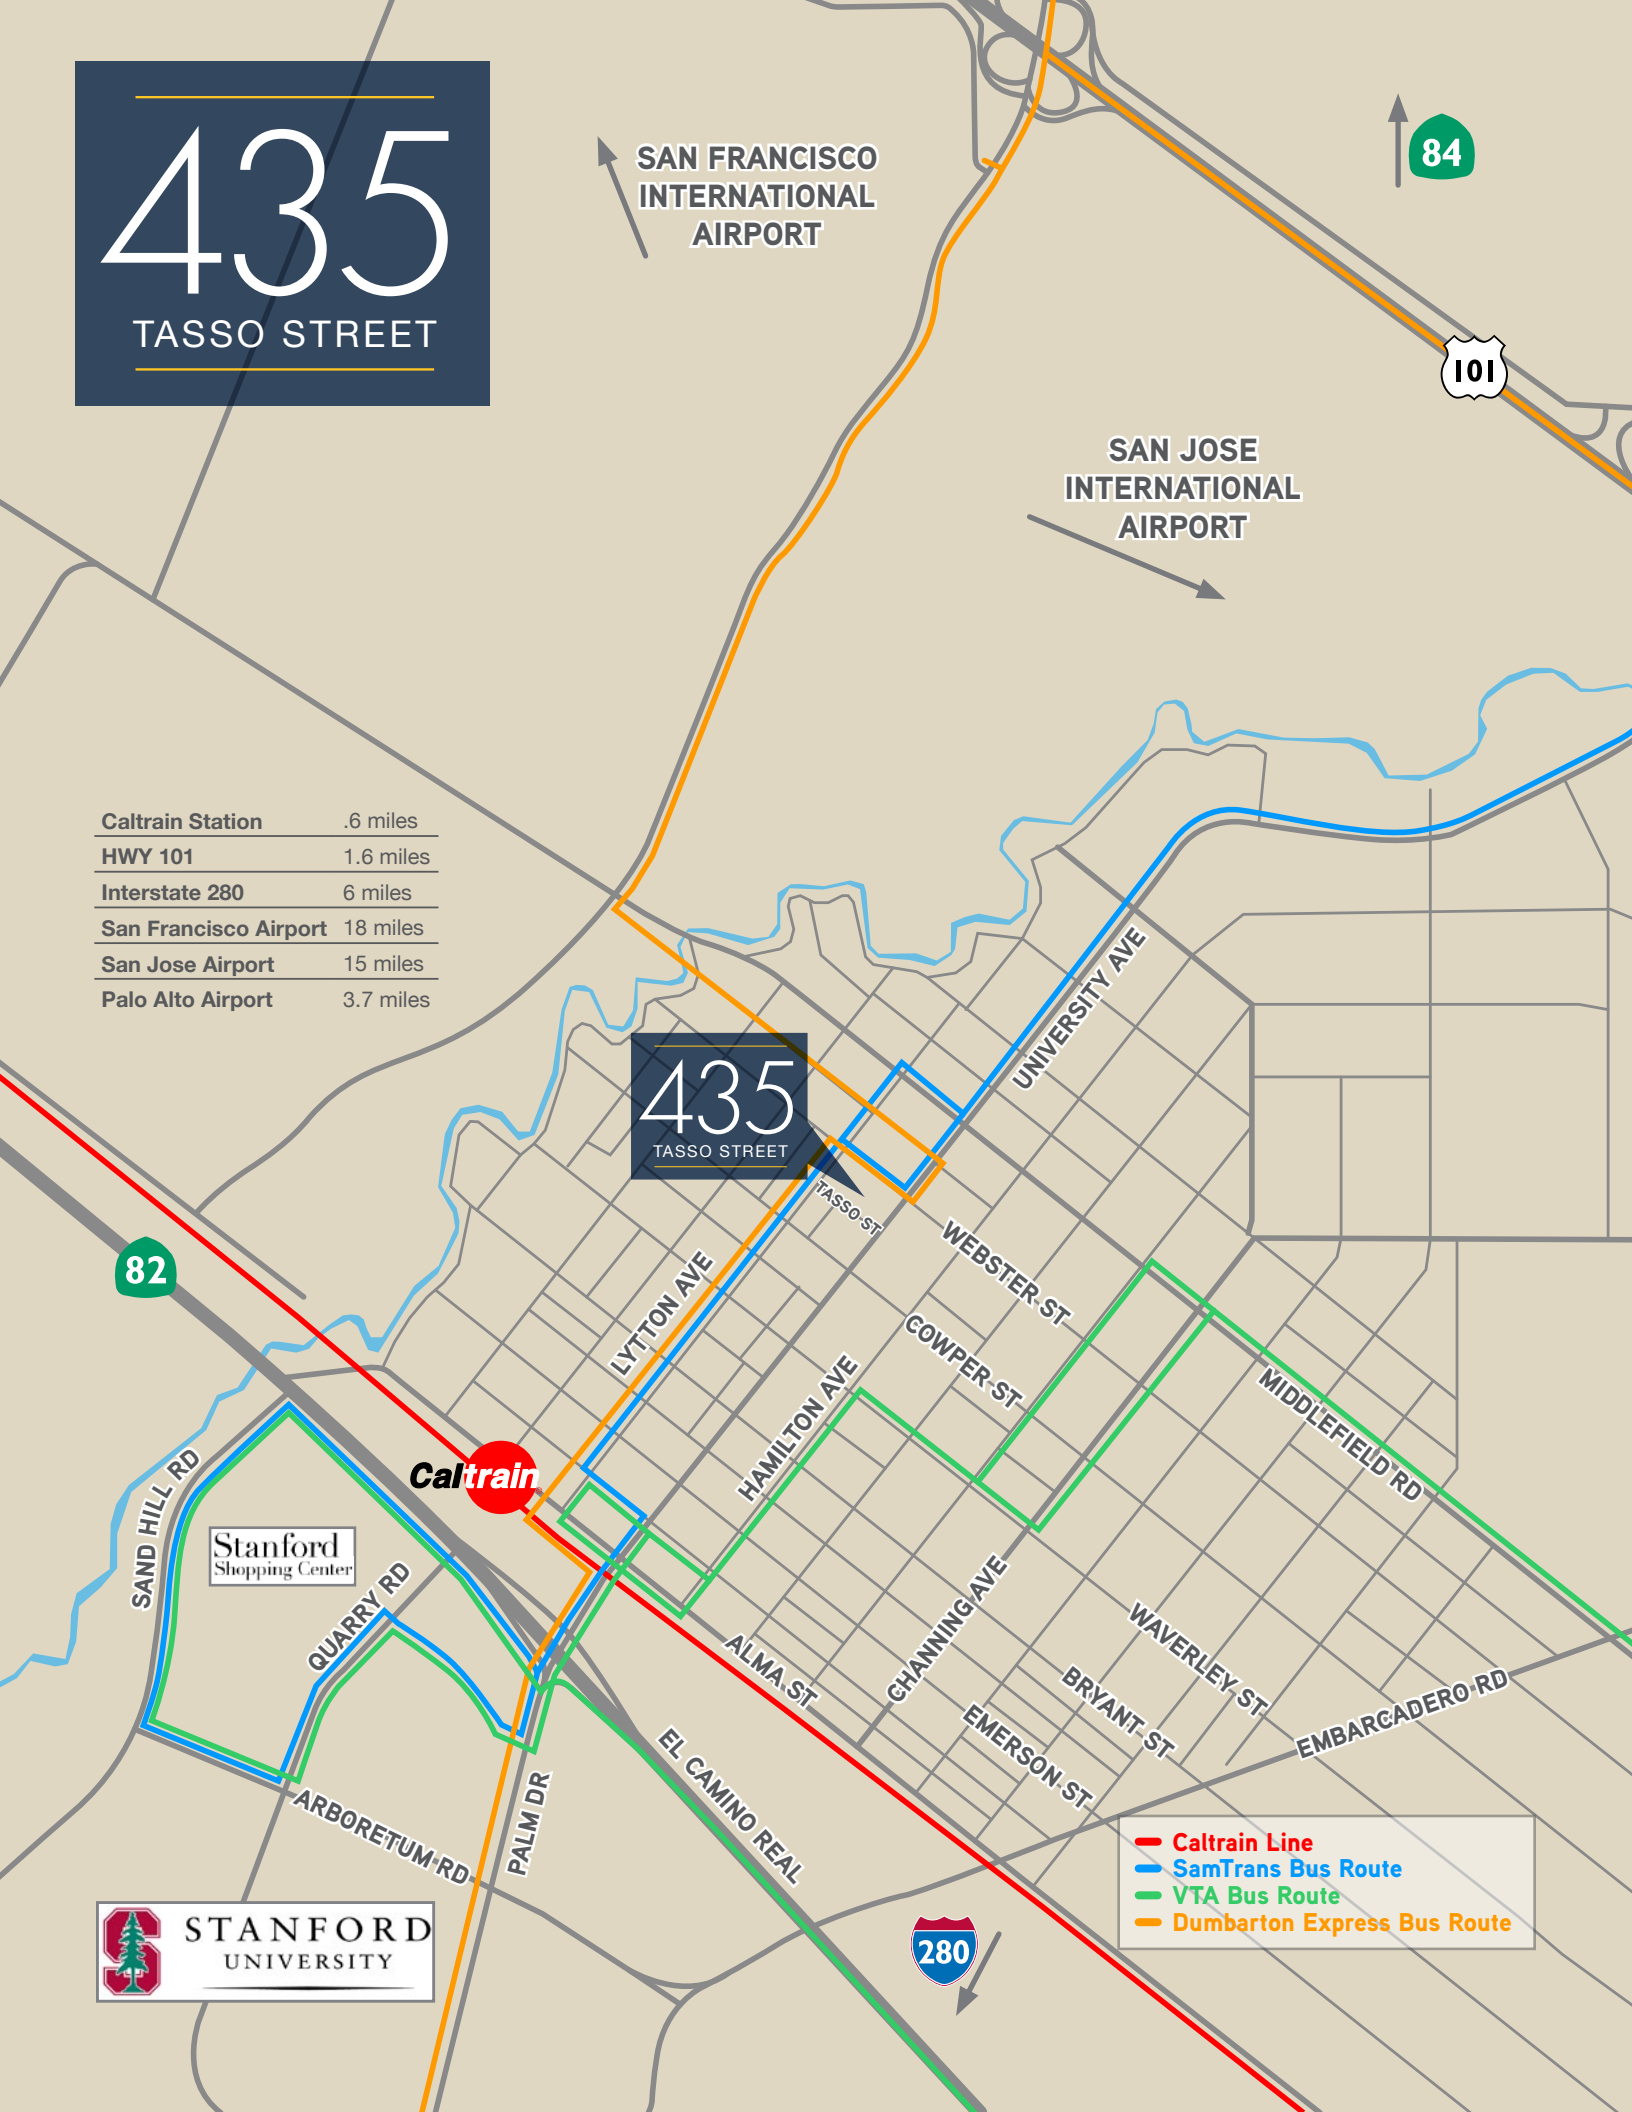 435
TASSO STREET
SAN FRANCISCO
INTERNATIONAL
AIRPORT
84
101
SAN JOSE
INTERNATIONAL
AIRPORT
Caltrain Station .6 miles
HWY 101 1.6 miles
Interstate 280 6 miles
San Francisco Airport 18 miles
San Jose Airport 15 miles
Palo Alto Airport 3.7 miles
UNIVERSITY AVE
435
TASSO STREET
TASSO ST
WEBSTER ST
82
LYTTON AVE
COWPER ST
HAMILTON AVE
MIDDLEFIELD RD
Caltrain
SAND HILL RD
Stanford
Shopping Center
QUARRY RD
CHANNING AVE
WAVERLEY ST
ALMA ST
BRYANT ST
EMBARCADERO RD
EMERSON ST
EL CAMINO REAL
PALM DR
ARBORETUM RD
Caltrain Line
SamTrans Bus Route
VTA Bus Route
Dumbarton Express Bus Route
STANFORD
UNIVERSITY
280